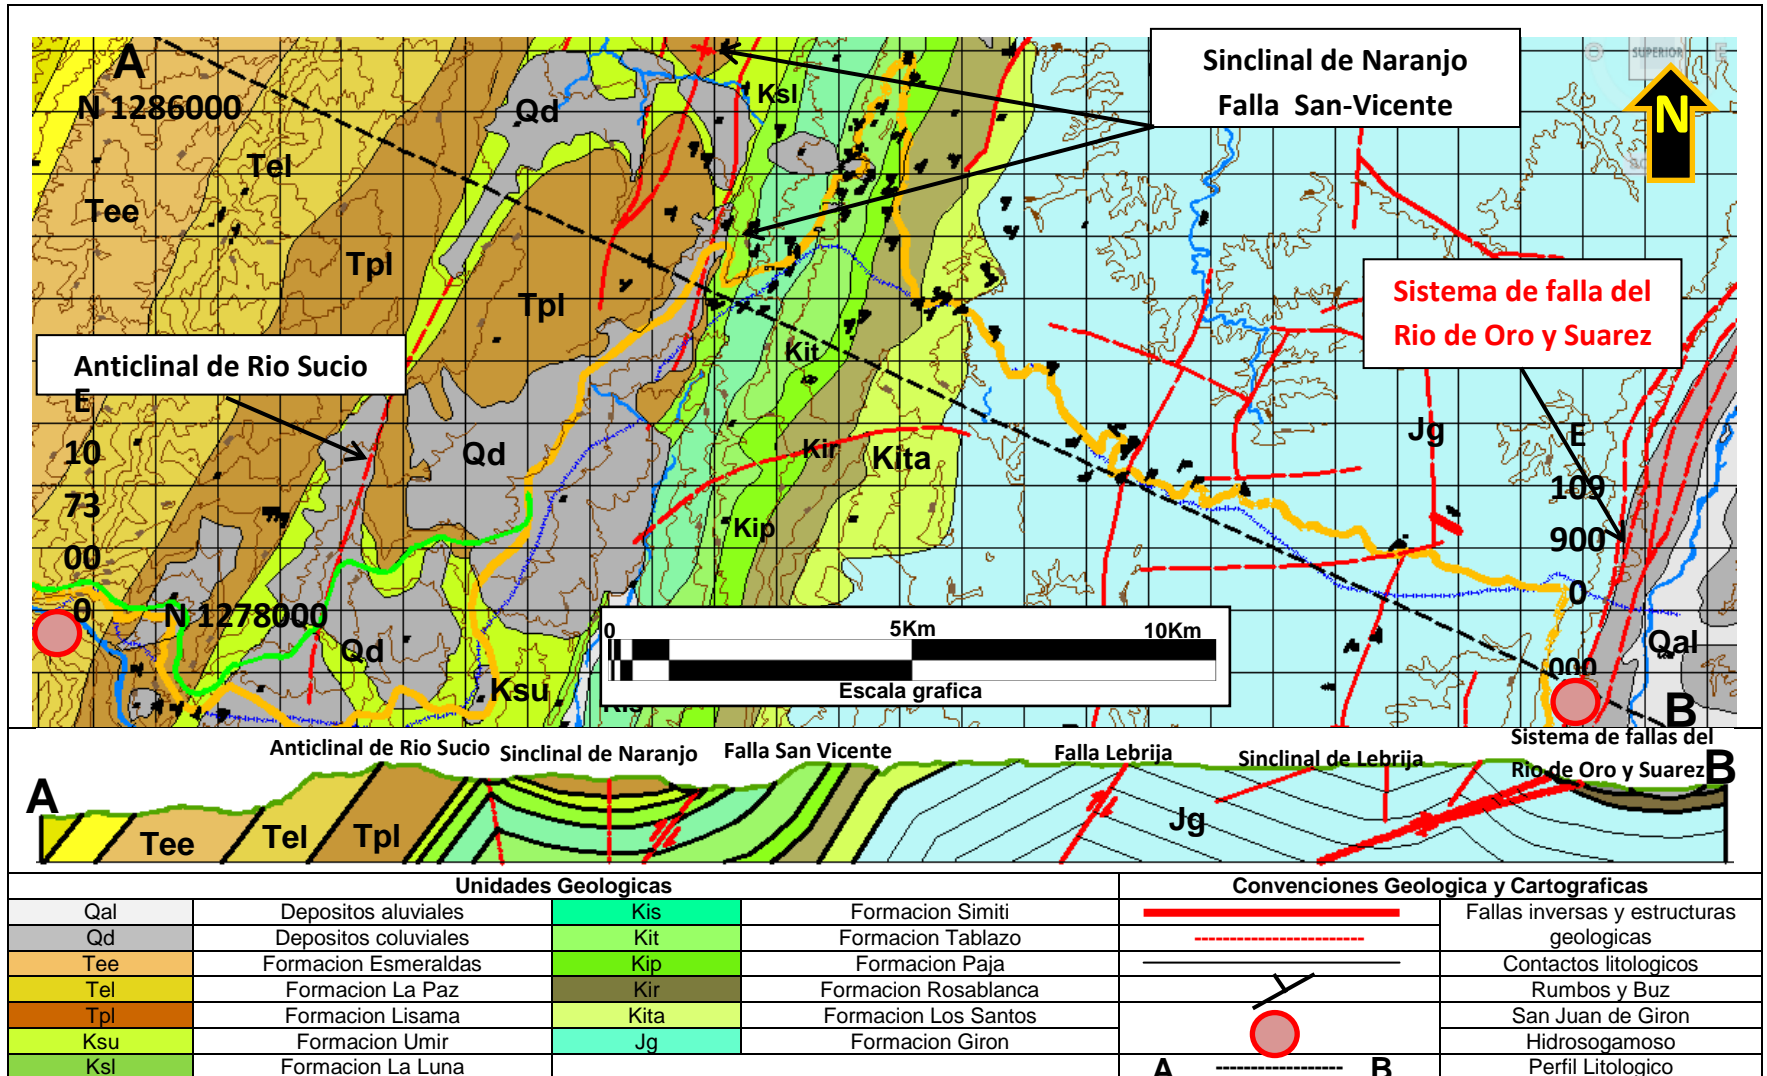 A
N 1286000
Qd
Ksl
Sinclinal de Naranjo
Falla San-Vicente
SUPERIOR
E
N
Tel
Tee
Tpl
Tpl
Sistema de falla del
Rio de Oro y Suarez
Anticlinal de Rio Sucio
Kit
E
10
73
00
0
Qd
Kir
Kita
Jg
E
109
900
0
000
Kip
N 1278000
Qd
Ksu
0
5Km
10Km
Escala grafica
Kis
Qal
B
Anticlinal de Rio Sucio
Sinclinal de Naranjo
Falla San Vicente
Falla Lebrija
Sinclinal de Lebrija
Sistema de fallas del
Rio de Oro y Suarez
A
B
Tee
Tel
Tpl
Jg
Unidades Geologicas
Convenciones Geologica y Cartograficas
Qal Depositos aluviales Kis Formacion Simiti Fallas inversas y estructuras
Qd Depositos coluviales Kit Formacion Tablazo geologicas
Tee Formacion Esmeraldas Kip Formacion Paja Contactos litologicos
Tel Formacion La Paz Kir Formacion Rosablanca Rumbos y Buz
Tpl Formacion Lisama Kita Formacion Los Santos San Juan de Giron
Ksu Formacion Umir Jg Formacion Giron Hidrosogamoso
Ksl Formacion La Luna A B Perfil Litologico